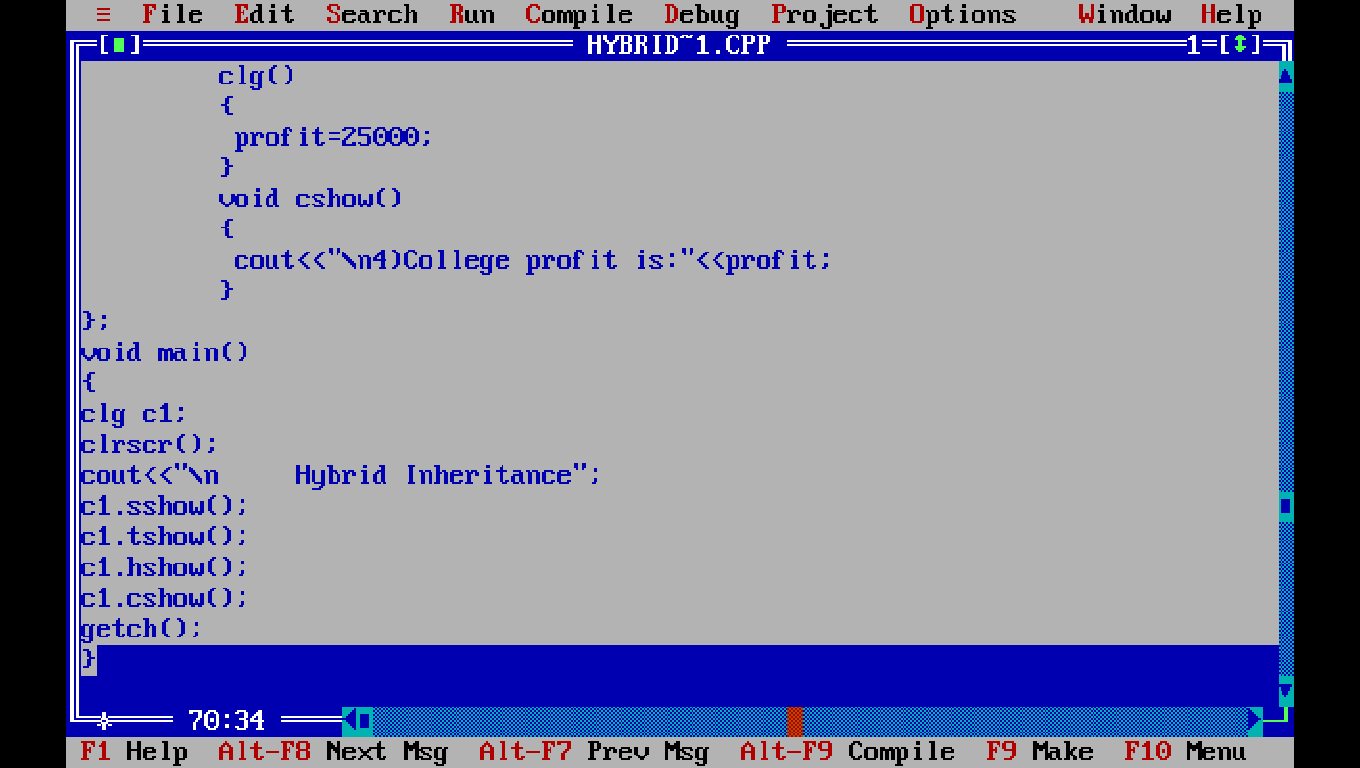 ≡ File Edit Search Run Compile Debug Project Options Window Help
[■] HYBRID~1.CPP 1=[↕]
clg()
{
profit=25000;
}
void cshow()
{
cout<<"\n4)College profit is:"<<profit;
}
};
void main()
{
clg c1;
clrscr();
cout<<"\n     Hybrid Inheritance";
c1.sshow();
c1.tshow();
c1.hshow();
c1.cshow();
getch();
}
* 70:34
F1 Help Alt-F8 Next Msg Alt-F7 Prev Msg Alt-F9 Compile F9 Make F10 Menu